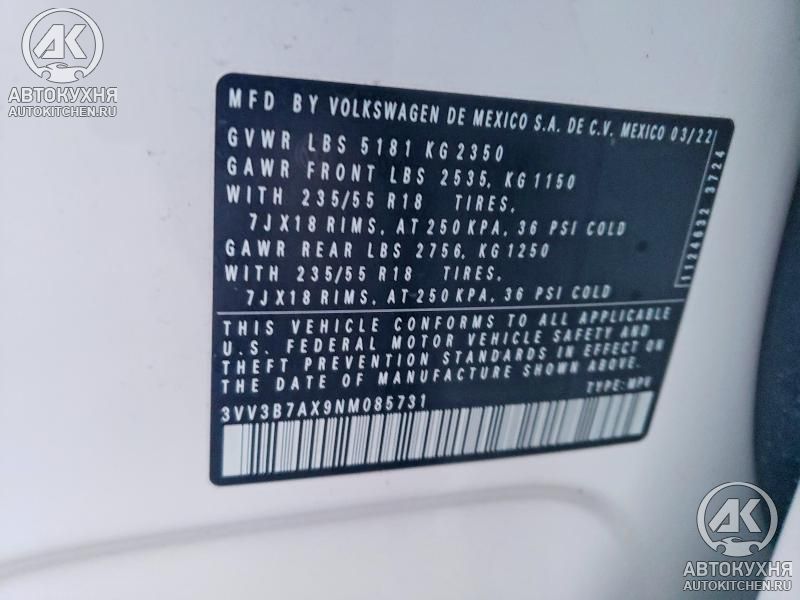 АК
АВТОКУХНЯ
AUTOKITCHEN.RU
MFD BY VOLKSWAGEN DE MEXICO S.A. DE C.V. MEXICO 03/22
GVWR LBS 5181 KG 2350
GAWR FRONT LBS 2535, KG 1150
WITH 235/55 R18 TIRES,
7JX18 RIMS, AT 250 KPA, 36 PSI COLD
GAWR REAR LBS 2756, KG 1250
WITH 235/55 R18 TIRES,
7JX18 RIMS, AT 250 KPA, 36 PSI COLD
1124632 3724
THIS VEHICLE CONFORMS TO ALL APPLICABLE
U.S. FEDERAL MOTOR VEHICLE SAFETY AND
THEFT PREVENTION STANDARDS IN EFFECT ON
THE DATE OF MANUFACTURE SHOWN ABOVE.
3VV3B7AX9NM085731 TYPE: MPV
АК
АВТОКУХНЯ
AUTOKITCHEN.RU